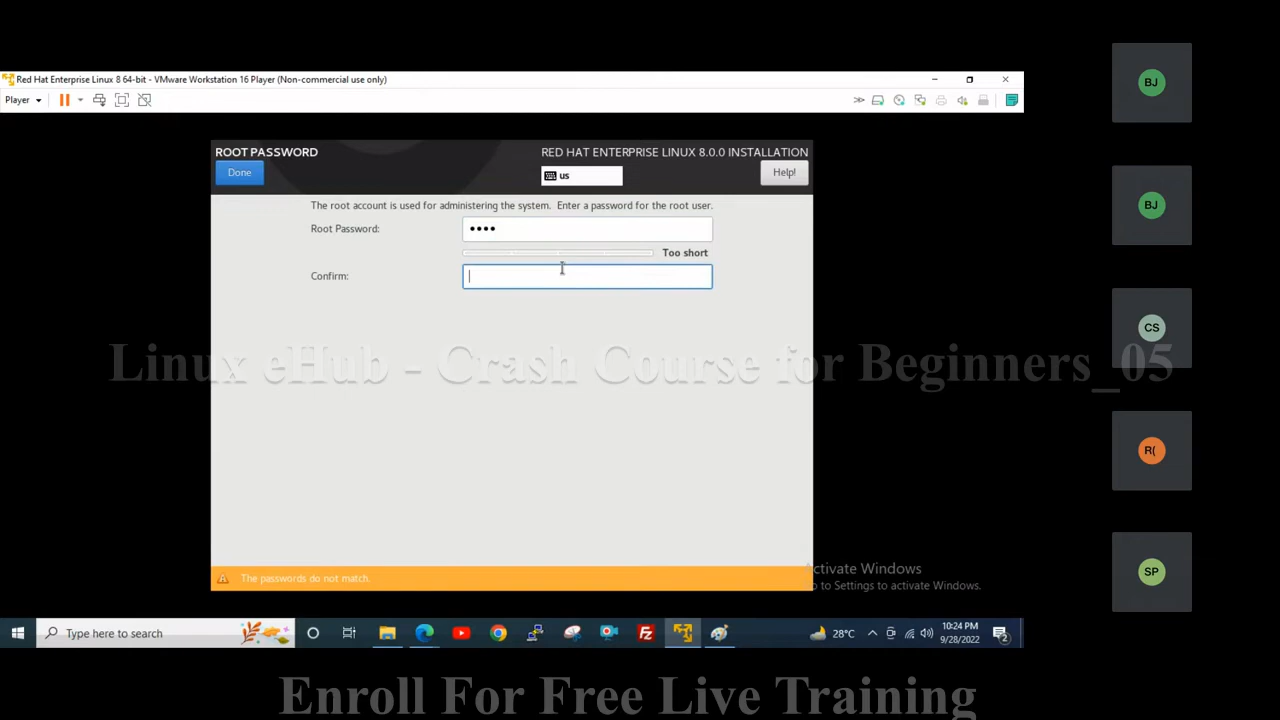 BJ
Red Hat Enterprise Linux 8 64-bit - VMware Workstation 16 Player (Non-commercial use only)
Player
ROOT PASSWORD
RED HAT ENTERPRISE LINUX 8.0.0 INSTALLATION
Done
us
Help!
BJ
The root account is used for administering the system. Enter a password for the root user.
Root Password:
Too short
Confirm:
CS
Linux eHub - Crash Course for Beginners_05
R(
Activate Windows
Go to Settings to activate Windows.
The passwords do not match.
SP
Type here to search
28°C
10:24 PM
9/28/2022
2
Enroll For Free Live Training